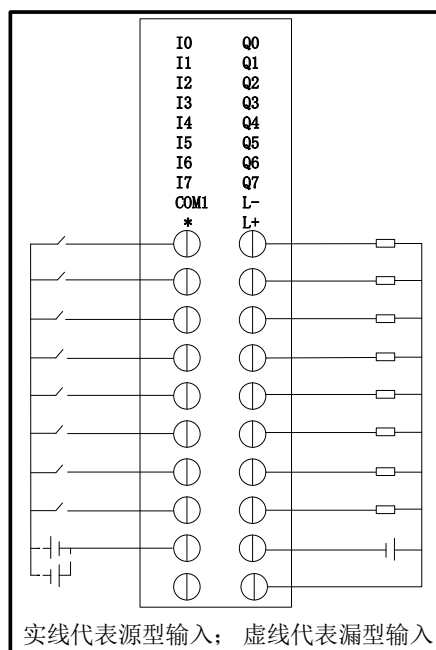 I0 Q0
I1 Q1
I2 Q2
I3 Q3
I4 Q4
I5 Q5
I6 Q6
I7 Q7
COM1 L-
* L+
实线代表源型输入； 虚线代表漏型输入